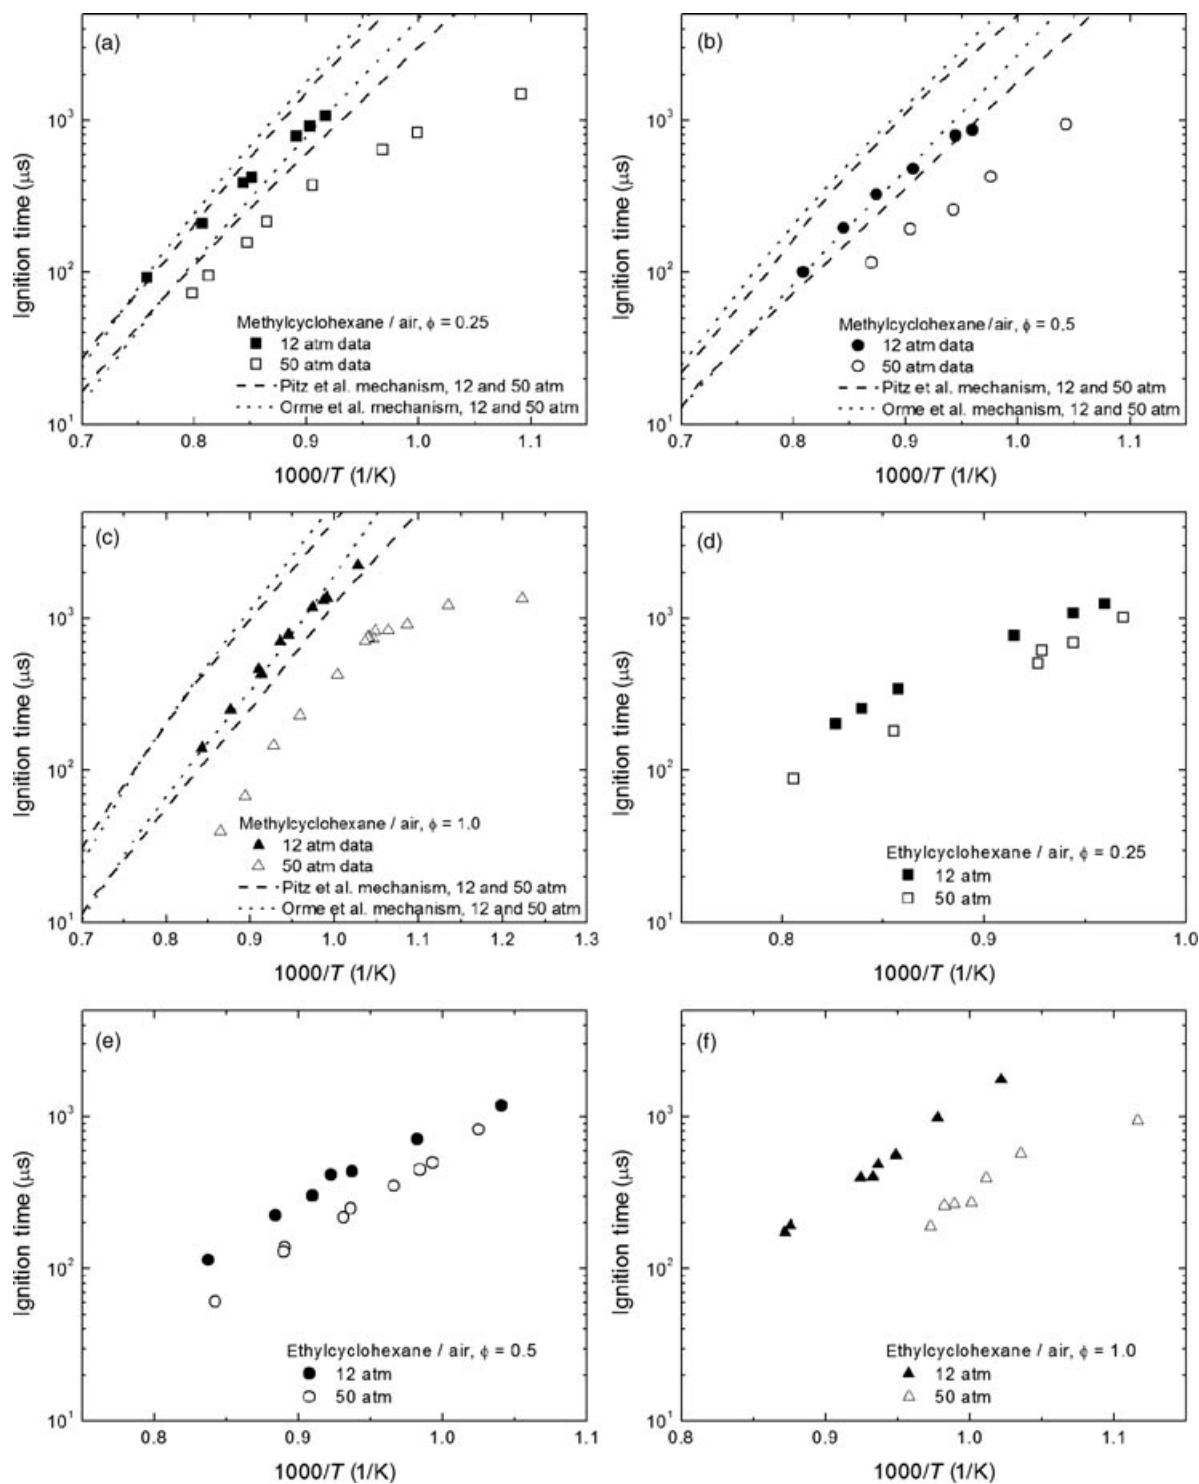 (a)
Ignition time (μs)
10³
10²
10¹
Methylcyclohexane / air, ϕ = 0.25
12 atm data
50 atm data
Pitz et al. mechanism, 12 and 50 atm
Orme et al. mechanism, 12 and 50 atm
0.7 0.8 0.9 1.0 1.1
1000/T (1/K)
(b)
Ignition time (μs)
10³
10²
10¹
Methylcyclohexane /air, ϕ = 0.5
12 atm data
50 atm data
Pitz et al. mechanism, 12 and 50 atm
Orme et al. mechanism, 12 and 50 atm
0.7 0.8 0.9 1.0 1.1
1000/T (1/K)
(c)
Ignition time (μs)
10³
10²
10¹
Methylcyclohexane / air, ϕ = 1.0
12 atm data
50 atm data
Pitz et al. mechanism, 12 and 50 atm
Orme et al. mechanism, 12 and 50 atm
0.7 0.8 0.9 1.0 1.1 1.2 1.3
1000/T (1/K)
(d)
Ignition time (μs)
10³
10²
10¹
Ethylcyclohexane / air, ϕ = 0.25
12 atm
50 atm
0.8 0.9 1.0
1000/T (1/K)
(e)
Ignition time (μs)
10³
10²
10¹
Ethylcyclohexane / air, ϕ = 0.5
12 atm
50 atm
0.8 0.9 1.0 1.1
1000/T (1/K)
(f)
Ignition time (μs)
10³
10²
10¹
Ethylcyclohexane / air, ϕ = 1.0
12 atm
50 atm
0.8 0.9 1.0 1.1
1000/T (1/K)